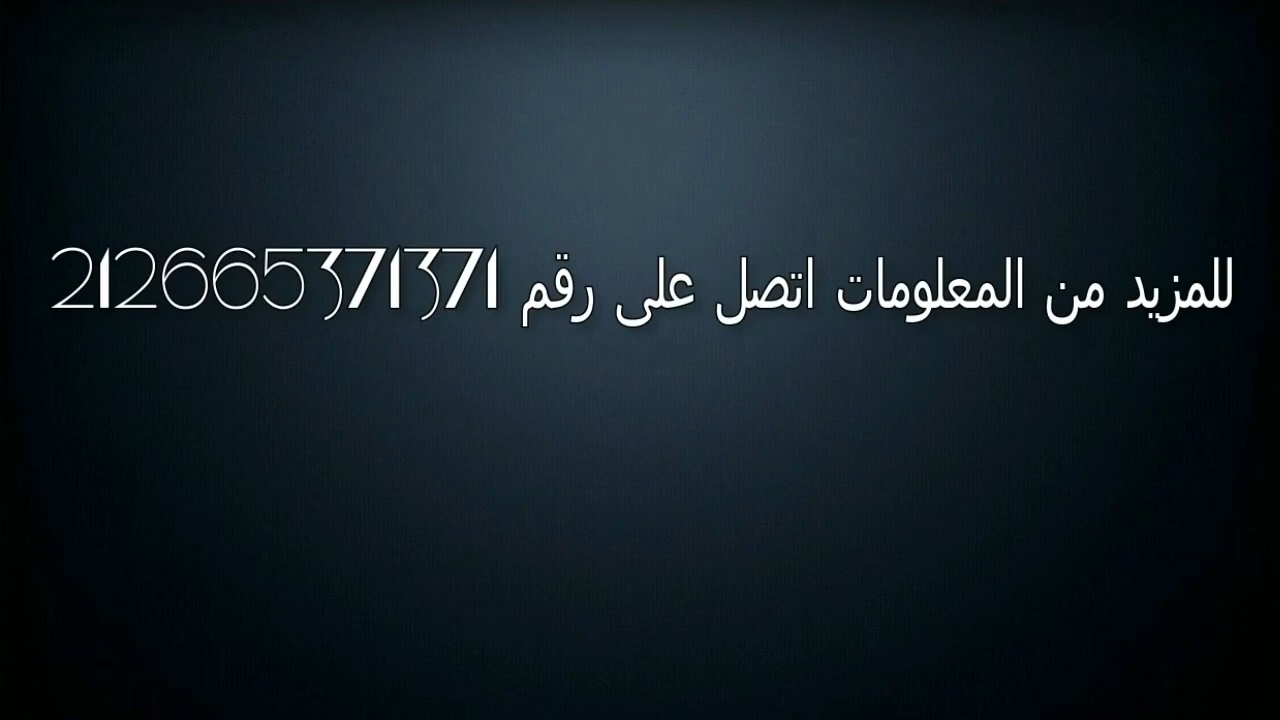 للمزيد من المعلومات اتصل على رقم 212665371371